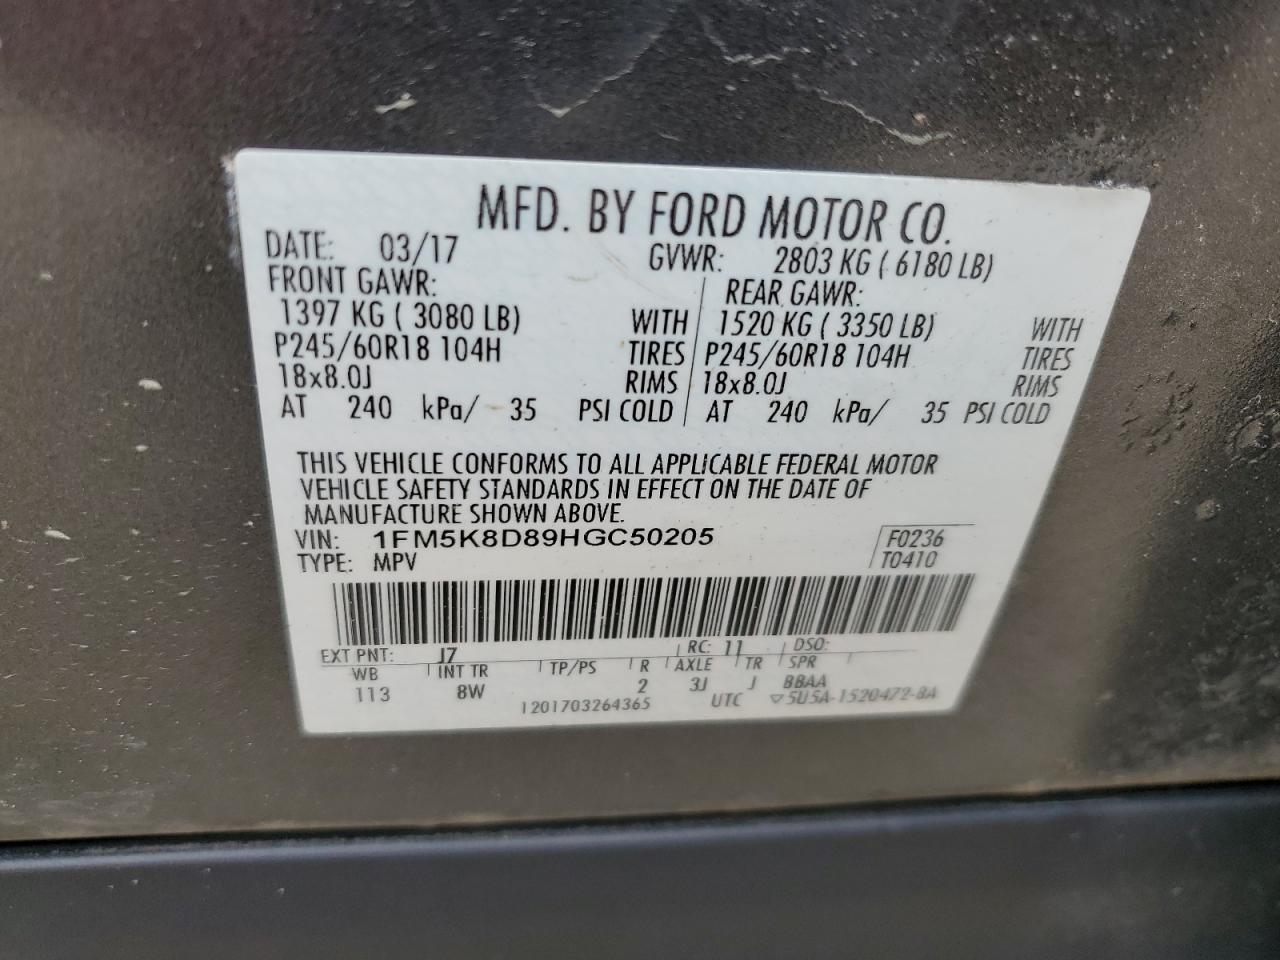 MFD. BY FORD MOTOR CO.
DATE: 03/17 GVWR: 2803 KG ( 6180 LB)
FRONT GAWR: REAR GAWR:
1397 KG ( 3080 LB) WITH 1520 KG ( 3350 LB) WITH
P245/60R18 104H TIRES P245/60R18 104H TIRES
18x8.0J RIMS 18x8.0J RIMS
AT 240 kPa/ 35 PSI COLD AT 240 kPa/ 35 PSI COLD
THIS VEHICLE CONFORMS TO ALL APPLICABLE FEDERAL MOTOR
VEHICLE SAFETY STANDARDS IN EFFECT ON THE DATE OF
MANUFACTURE SHOWN ABOVE.
VIN: 1FM5K8D89HGC50205 F0236
TYPE: MPV T0410
EXT PNT: J7 RC: 11 DSO:
WB INT TR TP/PS R AXLE TR SPR
113 8W 2 3J J BBAA
1201703264365 UTC ▽5U5A-1520472-BA